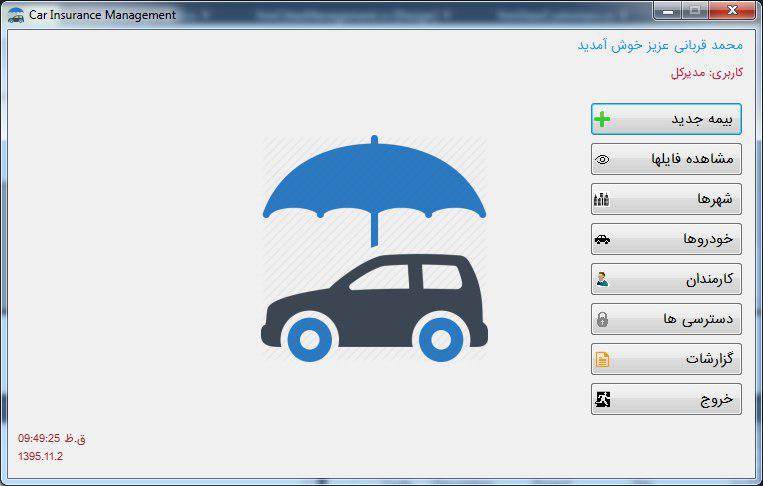 Car Insurance Management
محمد قربانی عزیز خوش آمدید
کاربری: مدیرکل
بیمه جدید
مشاهده فایلها
شهرها
خودروها
کارمندان
دسترسی ها
گزارشات
خروج
09:49:25 ق.ظ
1395.11.2